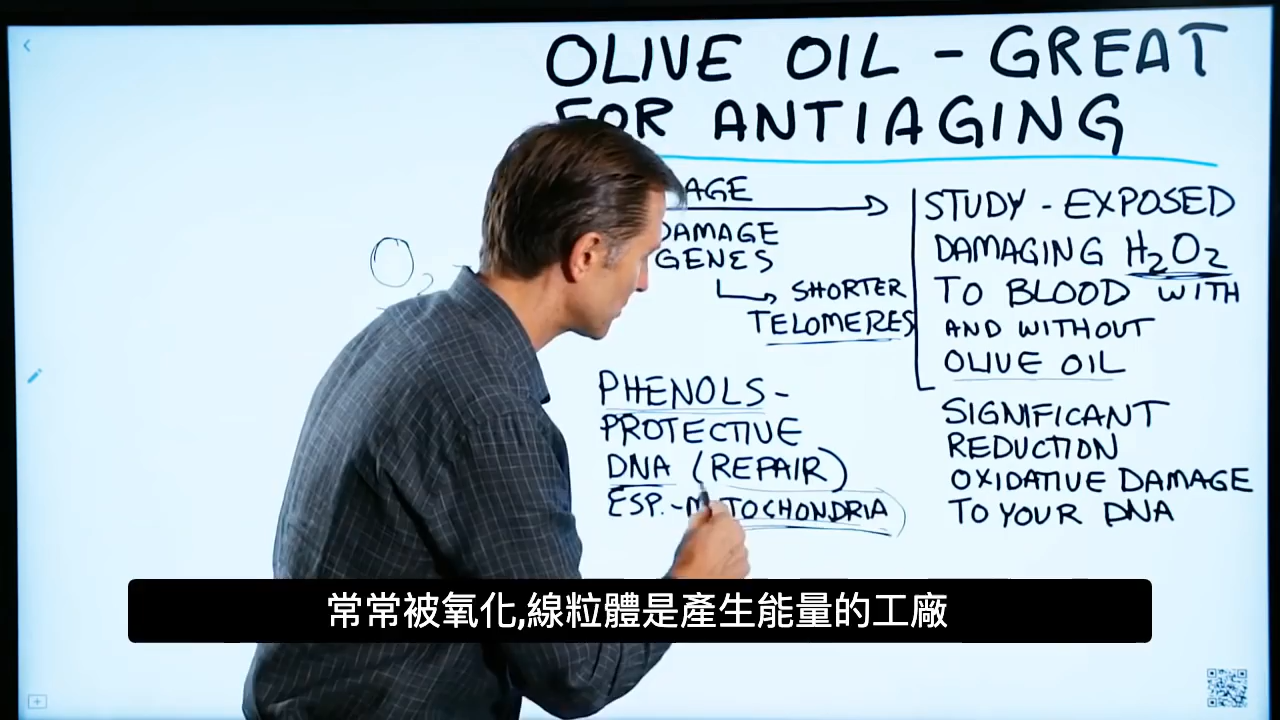 OLIVE OIL - GREAT
FOR ANTIAGING
AGE
DAMAGE
GENES
SHORTER
TELOMERES
STUDY - EXPOSED
DAMAGING H₂O₂
TO BLOOD WITH
AND WITHOUT
OLIVE OIL
O₂
PHENOLS -
PROTECTIVE
DNA (REPAIR)
ESP. - MITOCHONDRIA
SIGNIFICANT
REDUCTION
OXIDATIVE DAMAGE
TO YOUR DNA
常常被氧化,線粒體是產生能量的工廠